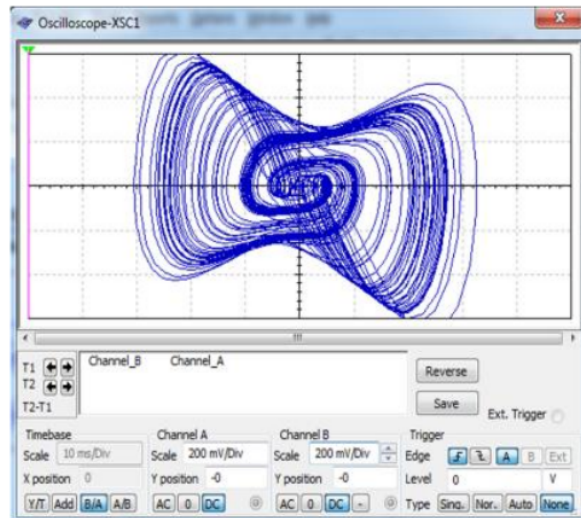 Oscilloscope-XSC1
T1 Channel_B Channel_A
T2
T2-T1
Reverse
Save
Ext. Trigger
Timebase Channel A Channel B Trigger
Scale 10 ms/Div Scale 200 mV/Div Scale 200 mV/Div Edge A B Ext
X position 0 Y position -0 Y position -0 Level 0 V
Y/T Add B/A A/B AC 0 DC AC 0 DC - Type Sing. Nor. Auto None